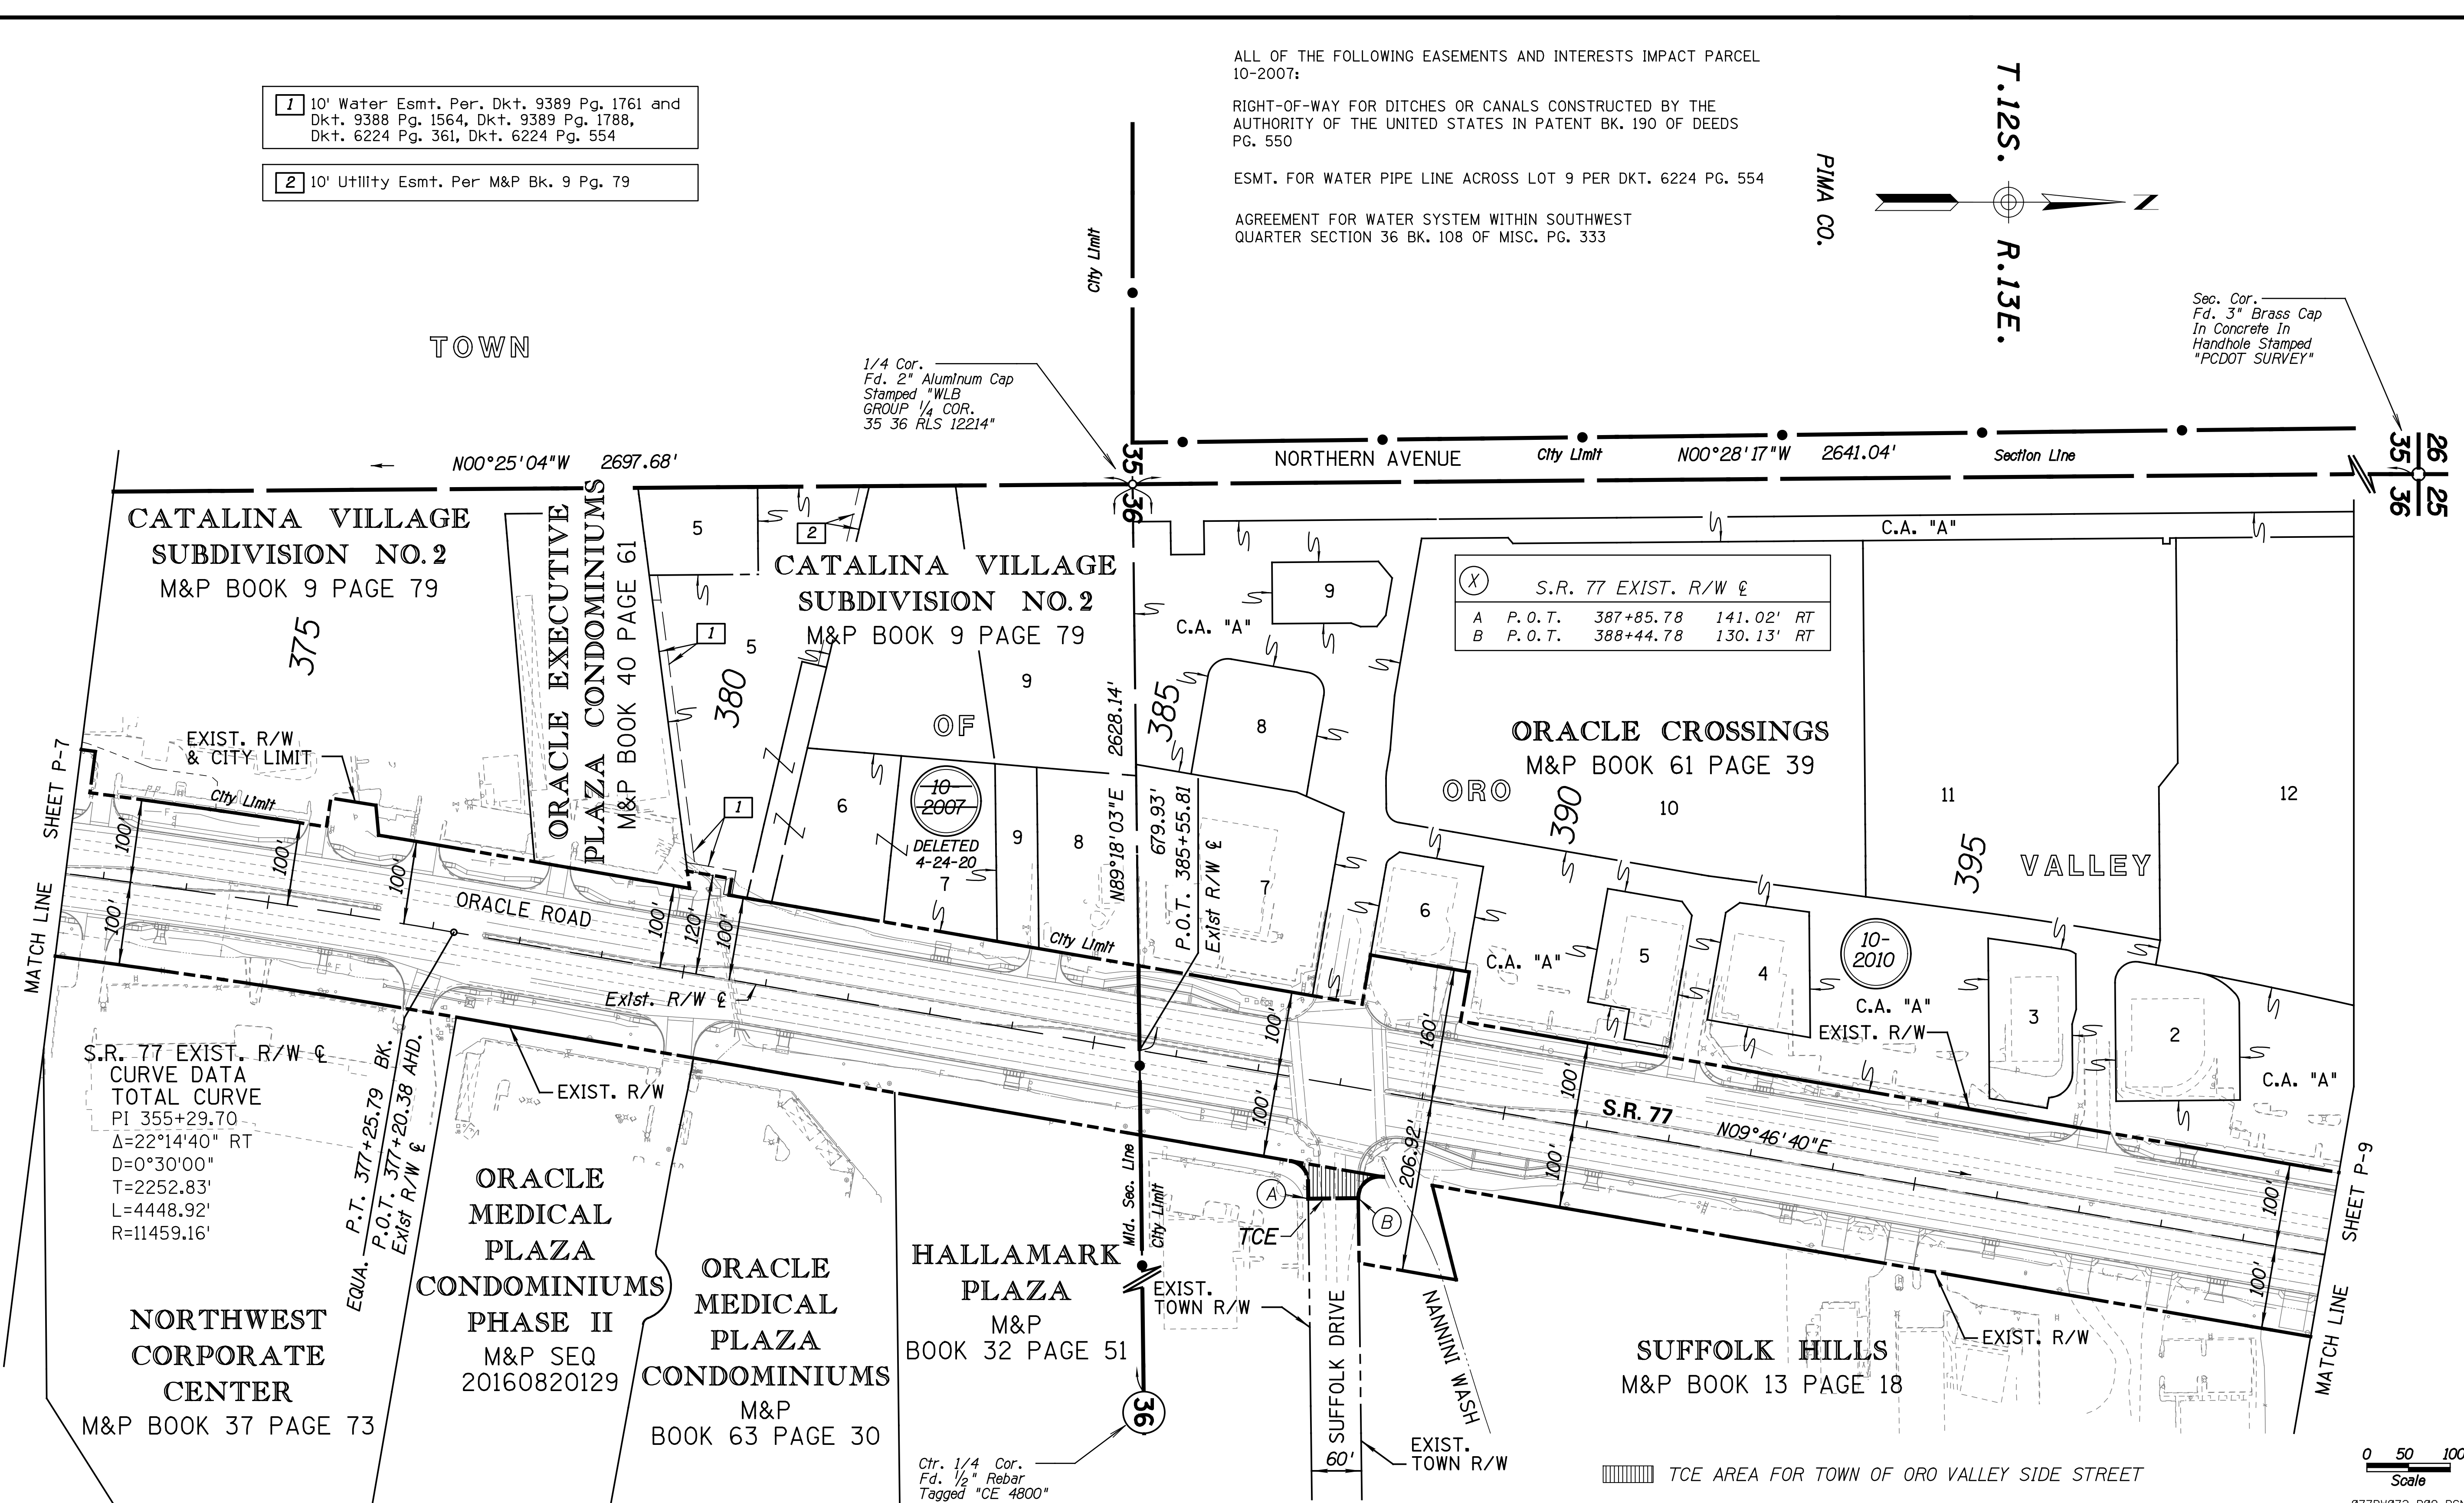 1 10' Water Esmt. Per. Dkt. 9389 Pg. 1761 and
Dkt. 9388 Pg. 1564, Dkt. 9389 Pg. 1788,
Dkt. 6224 Pg. 361, Dkt. 6224 Pg. 554
2 10' Utility Esmt. Per M&P Bk. 9 Pg. 79
ALL OF THE FOLLOWING EASEMENTS AND INTERESTS IMPACT PARCEL
10-2007:
RIGHT-OF-WAY FOR DITCHES OR CANALS CONSTRUCTED BY THE
AUTHORITY OF THE UNITED STATES IN PATENT BK. 190 OF DEEDS
PG. 550
ESMT. FOR WATER PIPE LINE ACROSS LOT 9 PER DKT. 6224 PG. 554
AGREEMENT FOR WATER SYSTEM WITHIN SOUTHWEST
QUARTER SECTION 36 BK. 108 OF MISC. PG. 333
PIMA CO.
T.12S. R.13E.
N
City Limit
Sec. Cor.
Fd. 3" Brass Cap
In Concrete In
Handhole Stamped
"PCDOT SURVEY"
TOWN
1/4 Cor.
Fd. 2" Aluminum Cap
Stamped "WLB
GROUP 1/4 COR.
35 36 RLS 12214"
N00°25'04"W 2697.68'
35
36
NORTHERN AVENUE
City Limit
N00°28'17"W 2641.04'
Section Line
35 26
36 25
CATALINA VILLAGE
SUBDIVISION NO. 2
M&P BOOK 9 PAGE 79
375
ORACLE EXECUTIVE
PLAZA CONDOMINIUMS
M&P BOOK 40 PAGE 61
5
2
1
5
380
CATALINA VILLAGE
SUBDIVISION NO. 2
M&P BOOK 9 PAGE 79
9
OF
C.A. "A"
9
C.A. "A"
X S.R. 77 EXIST. R/W ℄
A P.O.T. 387+85.78 141.02' RT
B P.O.T. 388+44.78 130.13' RT
N89°18'03"E 2628.14'
385
679.93'
P.O.T. 385+55.81
Exist R/W ℄
8
ORACLE CROSSINGS
M&P BOOK 61 PAGE 39
ORO
390
10
11
395
VALLEY
12
MATCH LINE SHEET P-7
EXIST. R/W
& CITY LIMIT
City Limit
100'
100'
100'
100'
ORACLE ROAD
1
100'
120'
100'
6
10-
2007
DELETED
4-24-20
7
9
8
City Limit
7
6
C.A. "A"
5
4
10-
2010
C.A. "A"
EXIST. R/W
3
2
C.A. "A"
Exist. R/W ℄
100'
100'
160'
206.92'
100'
100'
S.R. 77
N09°46'40"E
100'
100'
MATCH LINE SHEET P-9
S.R. 77 EXIST. R/W ℄
CURVE DATA
TOTAL CURVE
PI 355+29.70
Δ=22°14'40" RT
D=0°30'00"
T=2252.83'
L=4448.92'
R=11459.16'
EQUA. P.T. 377+25.79 BK.
P.O.T. 377+20.38 AHD.
Exist R/W ℄
EXIST. R/W
NORTHWEST
CORPORATE
CENTER
M&P BOOK 37 PAGE 73
ORACLE
MEDICAL
PLAZA
CONDOMINIUMS
PHASE II
M&P SEQ
20160820129
ORACLE
MEDICAL
PLAZA
CONDOMINIUMS
M&P
BOOK 63 PAGE 30
HALLAMARK
PLAZA
M&P
BOOK 32 PAGE 51
Mid. Sec. Line
City Limit
36
Ctr. 1/4 Cor.
Fd. 1/2" Rebar
Tagged "CE 4800"
A
B
TCE
EXIST.
TOWN R/W
SUFFOLK DRIVE
60'
NANNINI WASH
EXIST.
TOWN R/W
SUFFOLK HILLS
M&P BOOK 13 PAGE 18
EXIST. R/W
TCE AREA FOR TOWN OF ORO VALLEY SIDE STREET
0 50 100
Scale